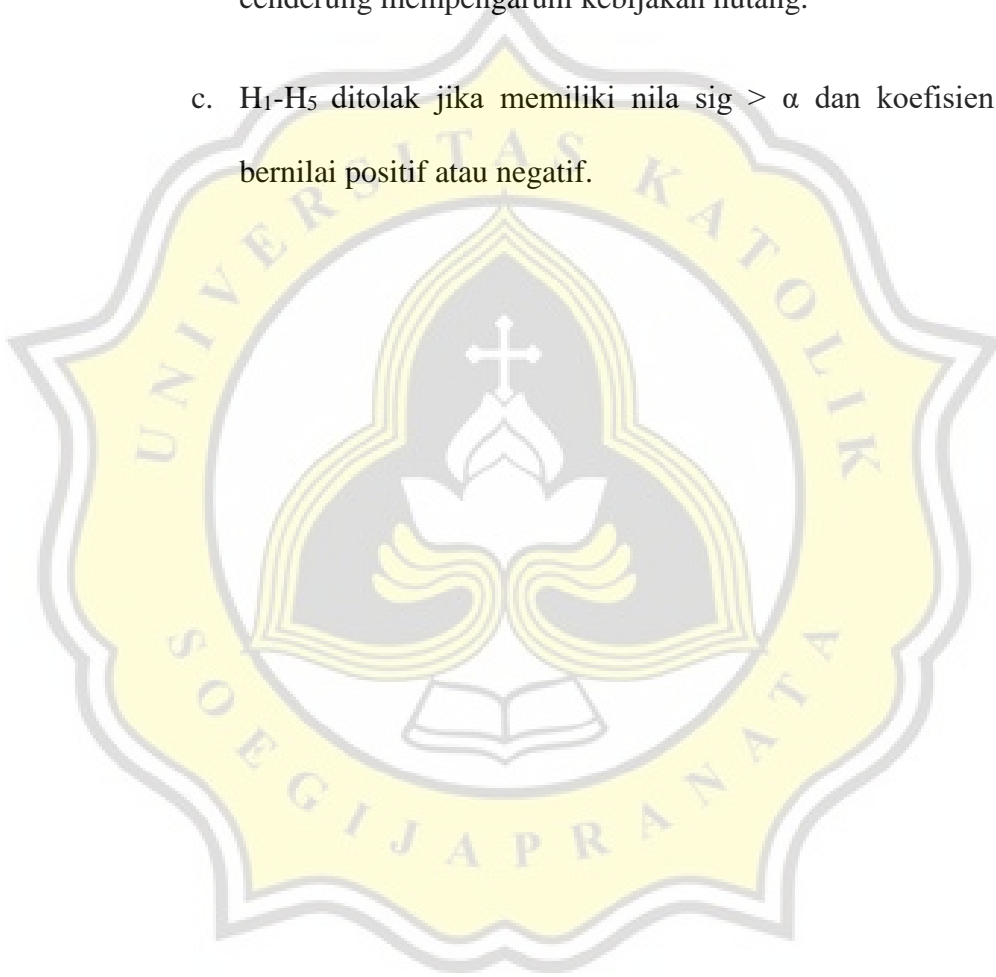 cenderung mempengaruhi kebijakan hutang.
c. H₁-H₅ ditolak jika memiliki nila sig > α dan koefisien
bernilai positif atau negatif.
UNIVERSITAS KATOLIK
SOEGIJAPRANATA